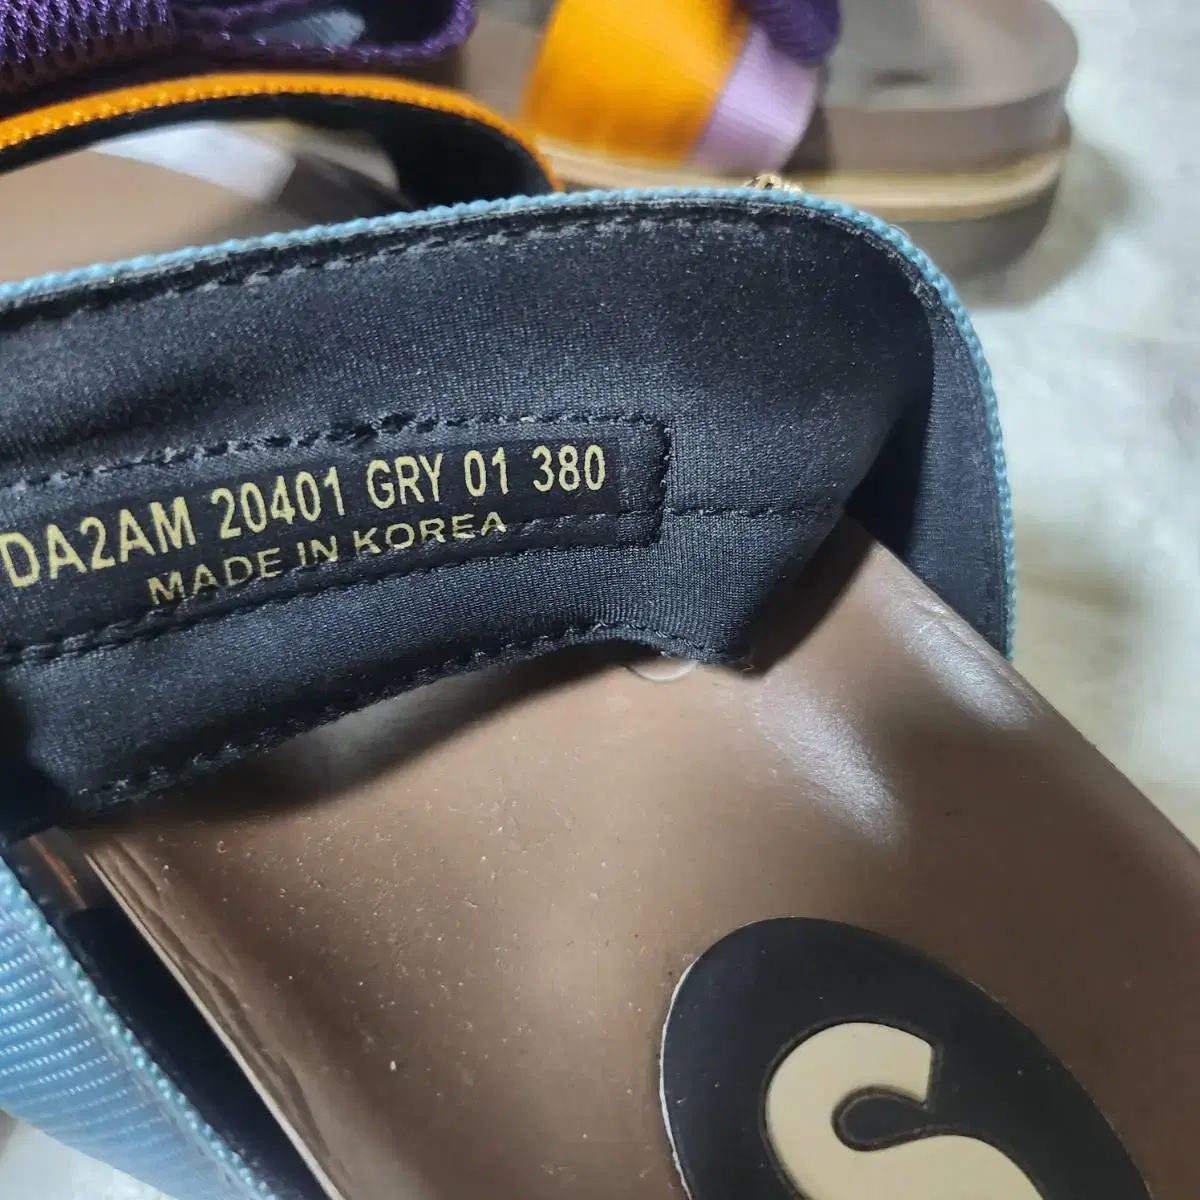 DA2AM 20401 GRY 01 380
MADE IN KOREA
S